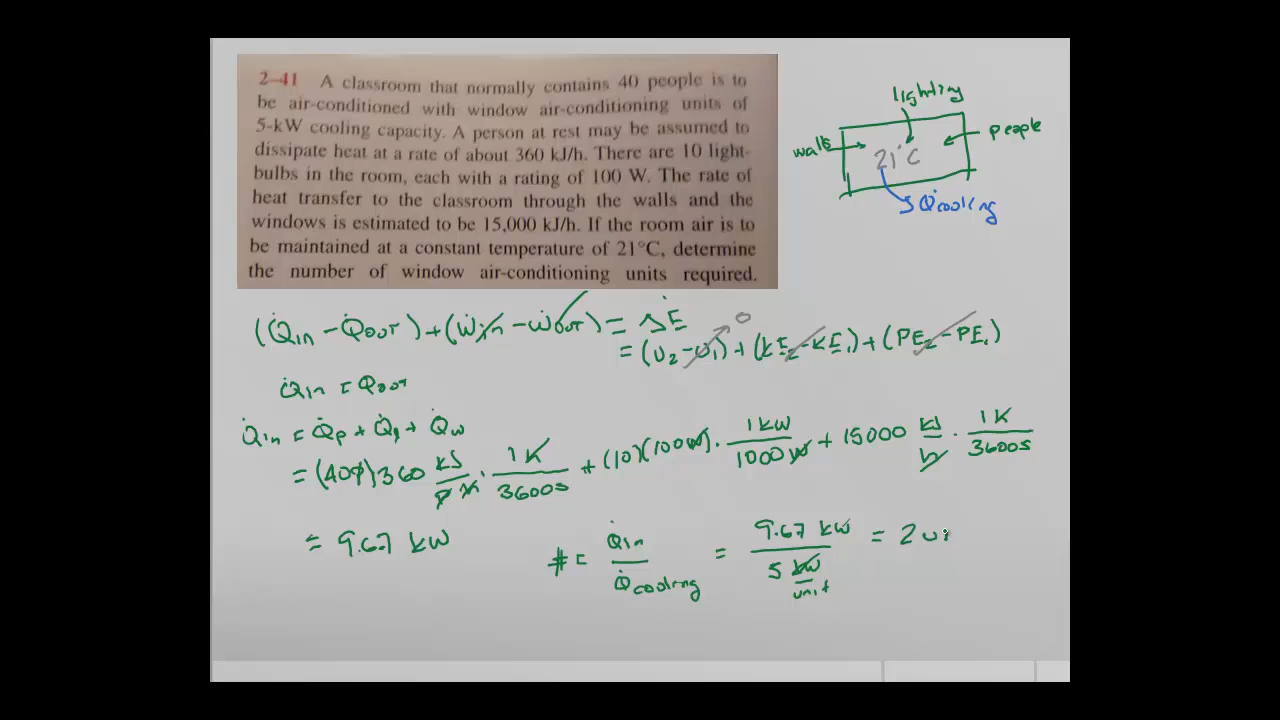 2–41 A classroom that normally contains 40 people is to
be air-conditioned with window air-conditioning units of
5-kW cooling capacity. A person at rest may be assumed to
dissipate heat at a rate of about 360 kJ/h. There are 10 light-
bulbs in the room, each with a rating of 100 W. The rate of
heat transfer to the classroom through the walls and the
windows is estimated to be 15,000 kJ/h. If the room air is to
be maintained at a constant temperature of 21°C, determine
the number of window air-conditioning units required.
lighting
walls
people
21°C
Q̇cooling
(Q̇in - Q̇out) + (Ẇin - Ẇout) = ΔĖ
= (U2 - U1) + (KE2 - KE1) + (PE2 - PE1)
0
Q̇in = Q̇out
Q̇in = Q̇p + Q̇l + Q̇w
= (40p) 360 kJ/p h · 1h/3600s + (10)(100W) · 1kW/1000W + 15000 kJ/h · 1h/3600s
= 9.67 kW
# = Q̇in/Q̇cooling = 9.67 kW/5 kW/unit = 2 un